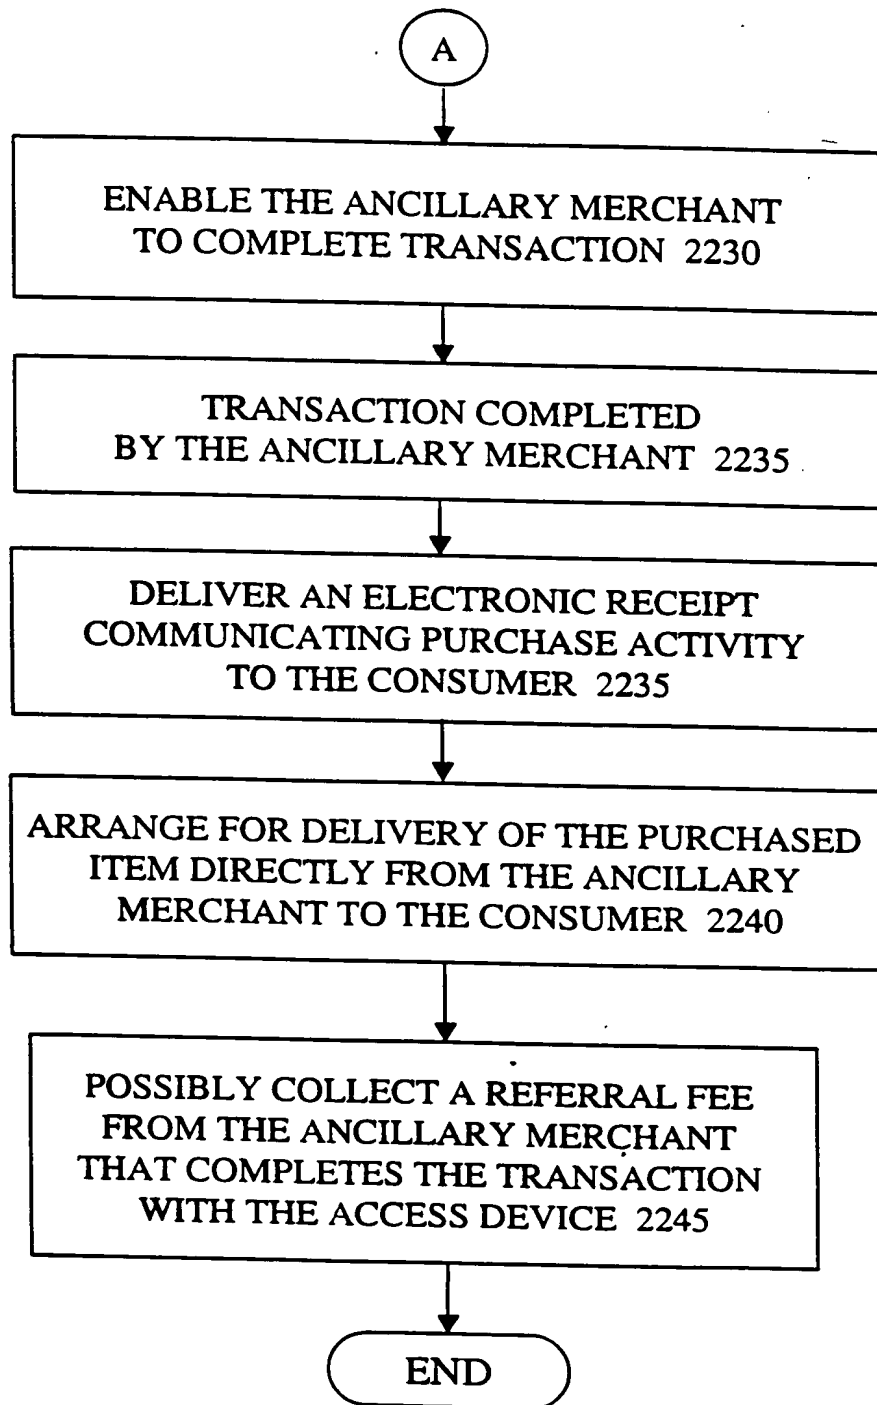 A
ENABLE THE ANCILLARY MERCHANT
TO COMPLETE TRANSACTION 2230
TRANSACTION COMPLETED
BY THE ANCILLARY MERCHANT 2235
DELIVER AN ELECTRONIC RECEIPT
COMMUNICATING PURCHASE ACTIVITY
TO THE CONSUMER 2235
ARRANGE FOR DELIVERY OF THE PURCHASED
ITEM DIRECTLY FROM THE ANCILLARY
MERCHANT TO THE CONSUMER 2240
POSSIBLY COLLECT A REFERRAL FEE
FROM THE ANCILLARY MERCHANT
THAT COMPLETES THE TRANSACTION
WITH THE ACCESS DEVICE 2245
END